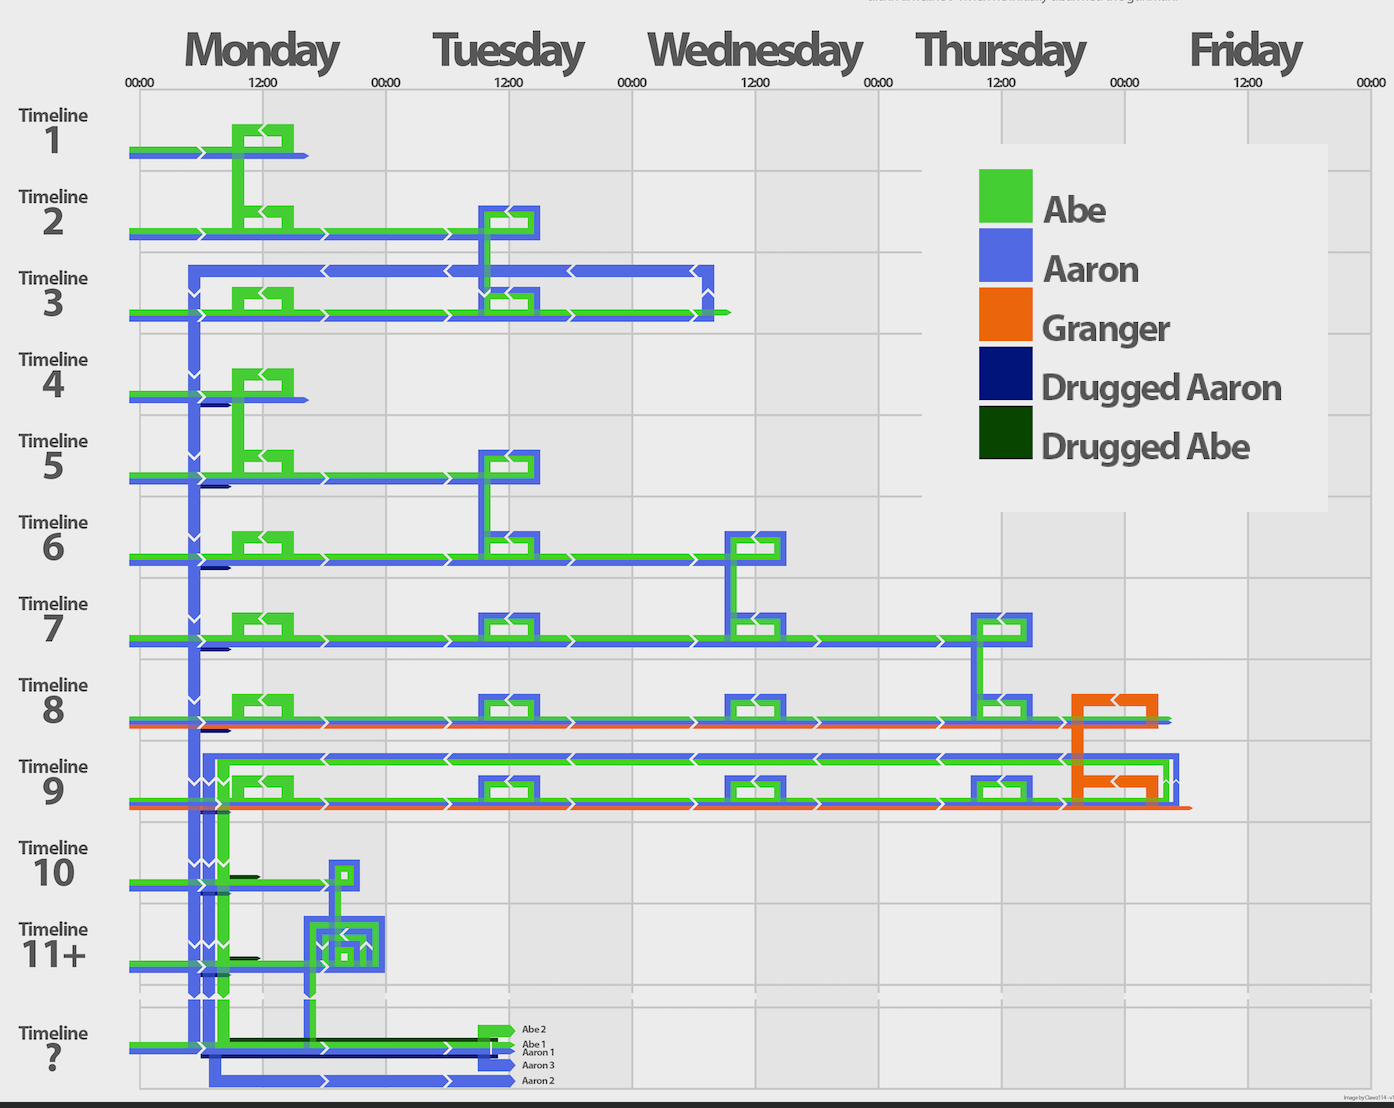 Monday Tuesday Wednesday Thursday Friday
00:00 12:00 00:00 12:00 00:00 12:00 00:00 12:00 00:00 12:00 00:00
Timeline
1
Timeline
2
Timeline
3
Timeline
4
Timeline
5
Timeline
6
Timeline
7
Timeline
8
Timeline
9
Timeline
10
Timeline
11+
Timeline
?
Abe
Aaron
Granger
Drugged Aaron
Drugged Abe
Abe 2
Abe 1
Aaron 1
Aaron 3
Aaron 2